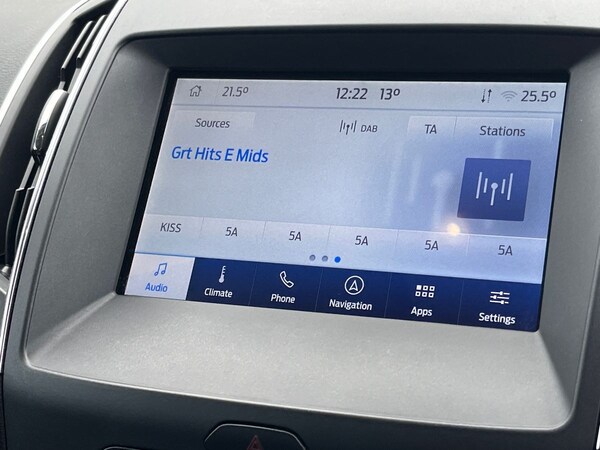 21.5° 12:22 13° 25.5°
Sources DAB TA Stations
Grt Hits E Mids
KISS 5A 5A 5A 5A 5A
Audio Climate Phone Navigation Apps Settings